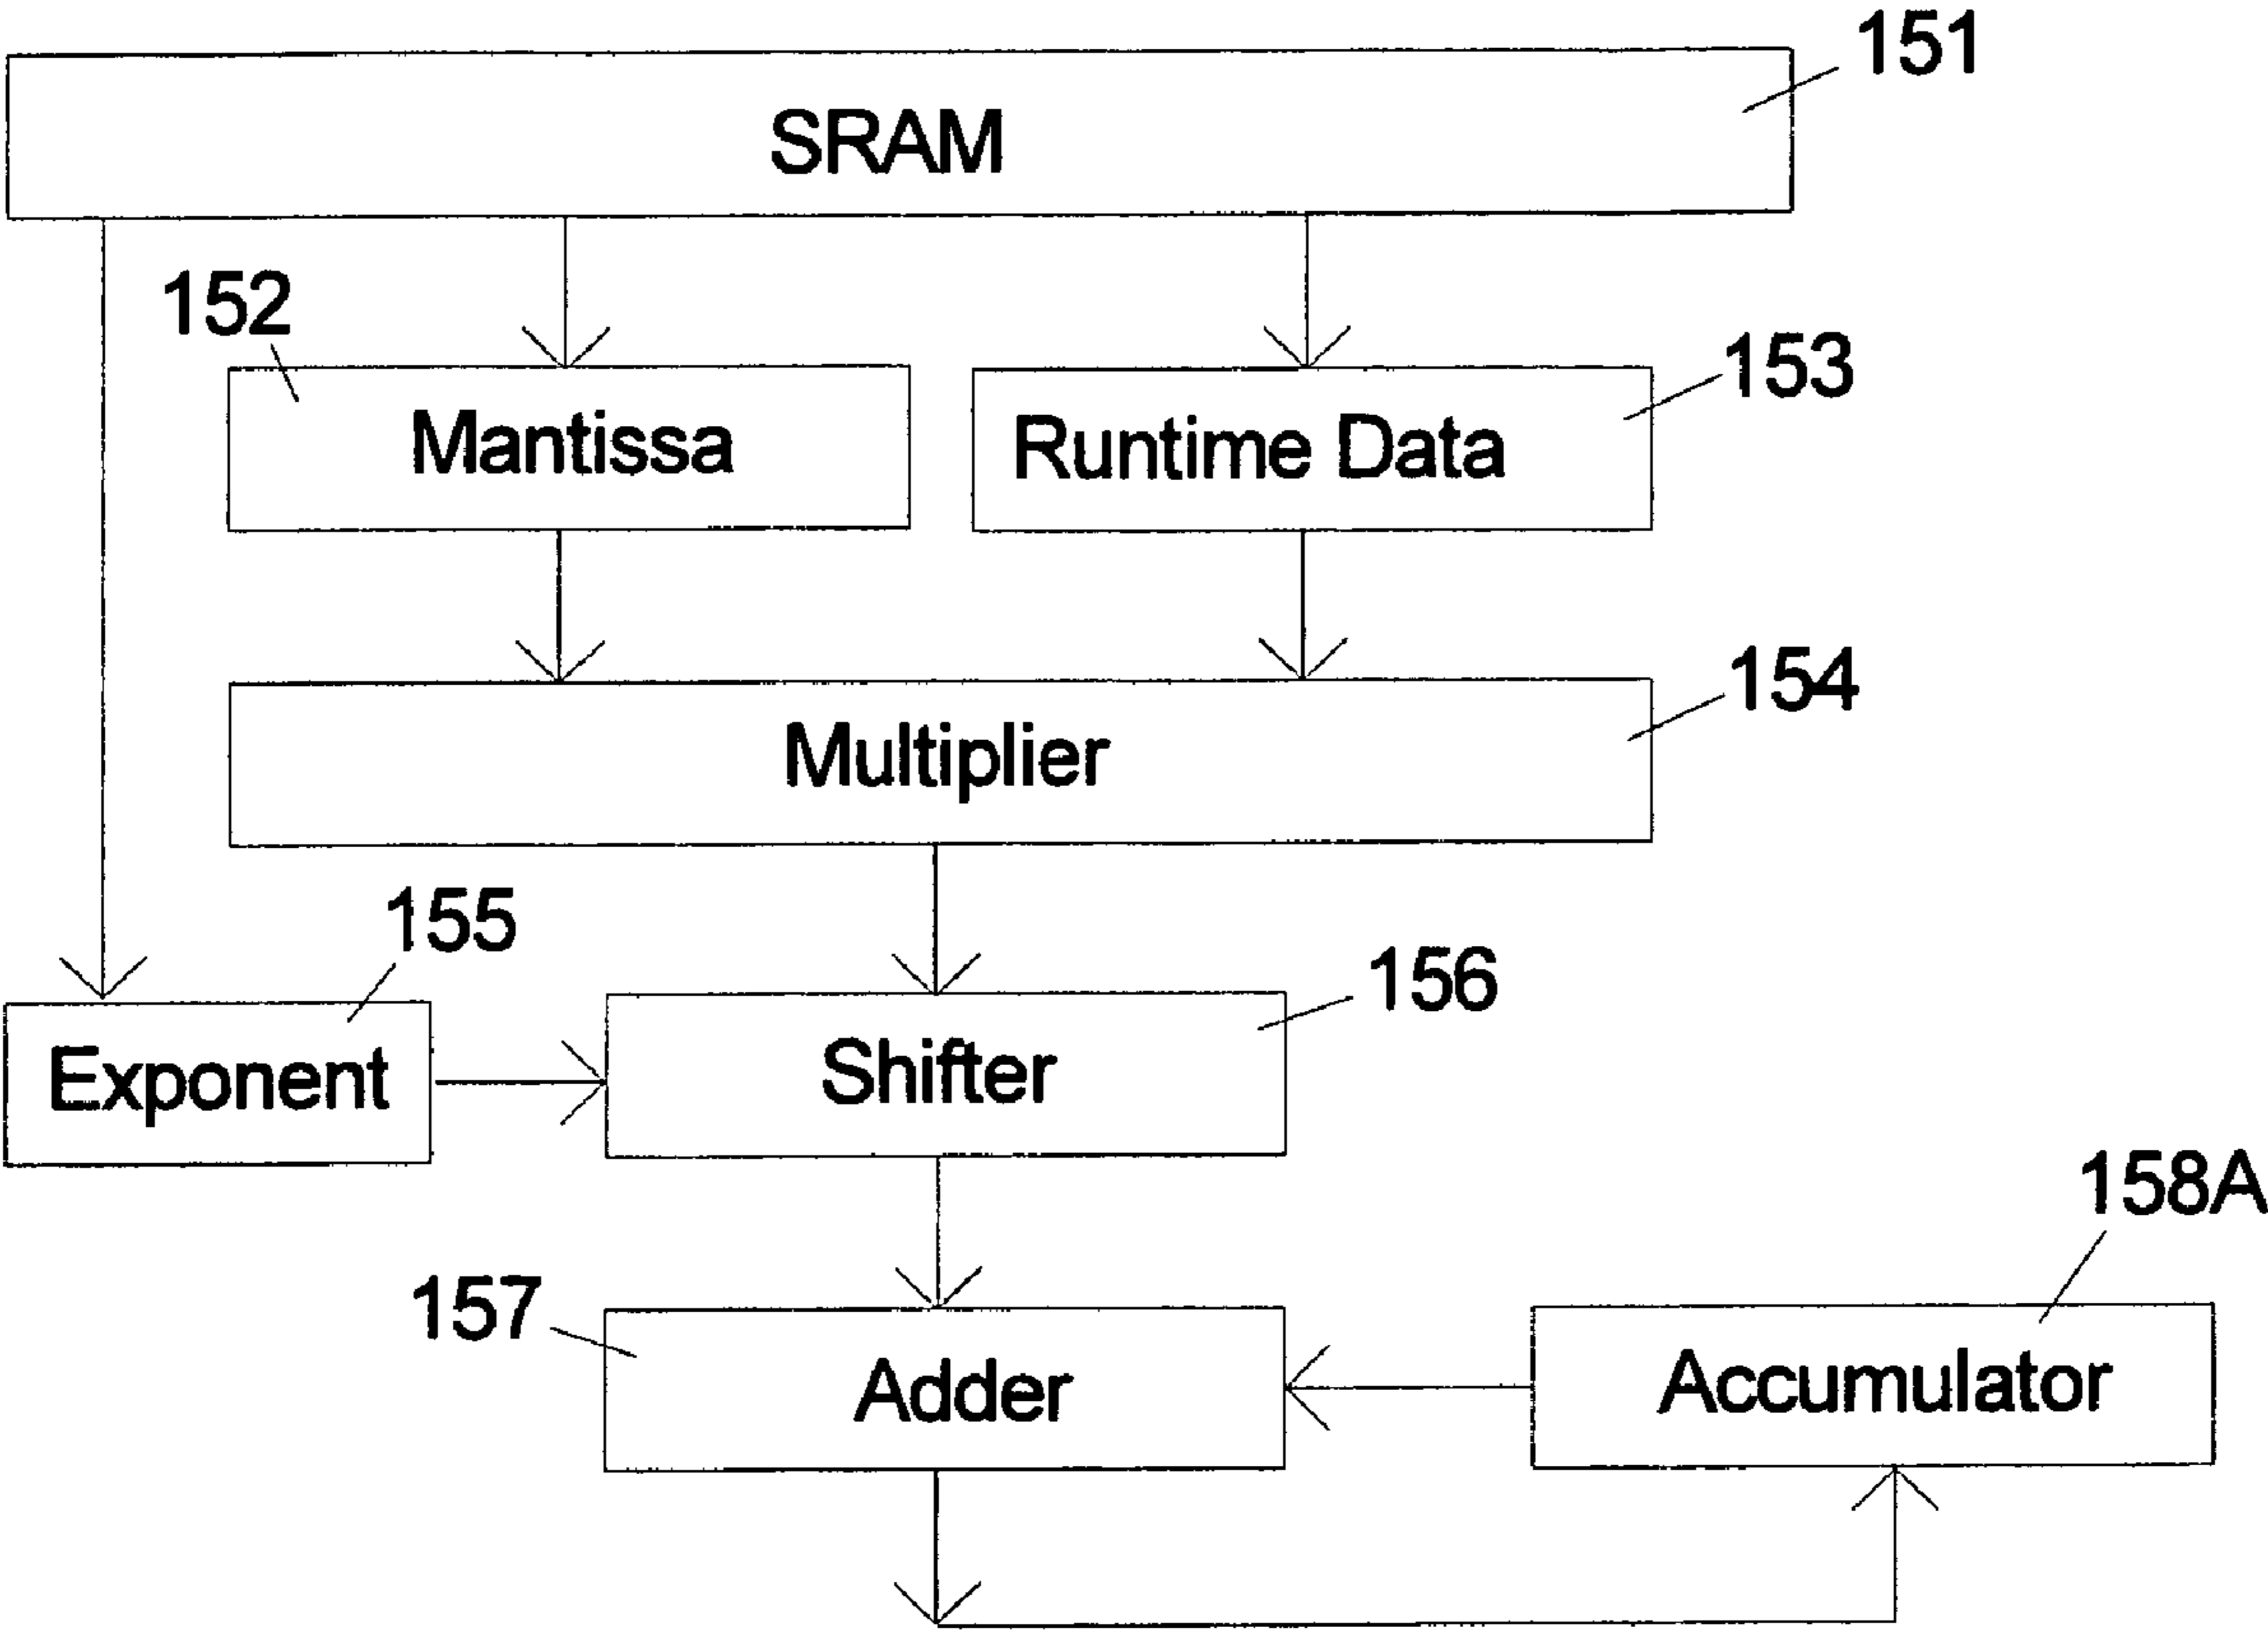 151
SRAM
152
153
Mantissa
Runtime Data
154
Multiplier
155
156
Exponent
Shifter
158A
157
Adder
Accumulator